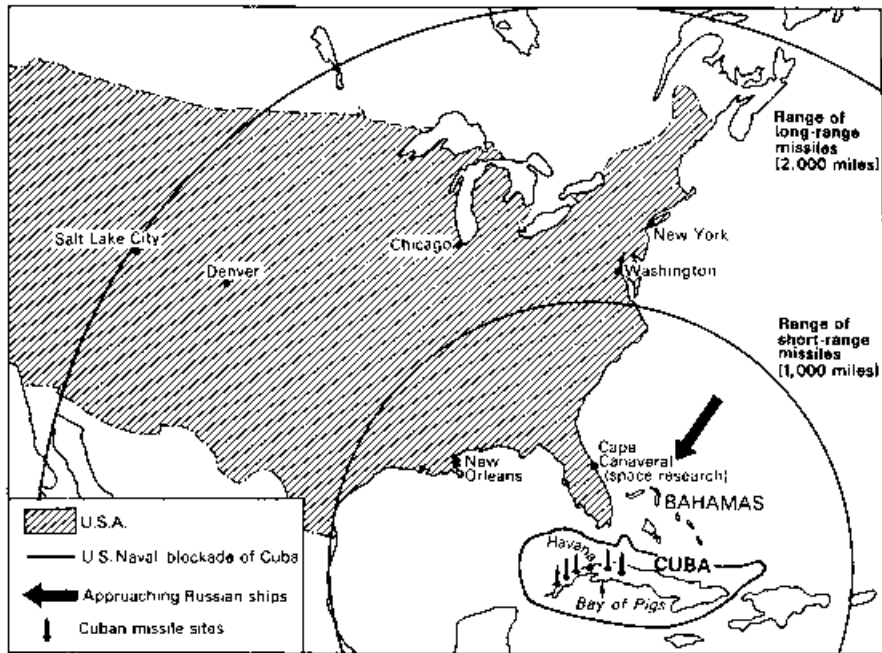 Range of
long-range
missiles
[2,000 miles]
Salt Lake City
Denver
Chicago
New York
Washington
Range of
short-range
missiles
[1,000 miles]
New
Orleans
Cape
Canaveral
(space research)
BAHAMAS
Havana
CUBA
Bay of Pigs
U.S.A.
U.S. Naval blockade of Cuba
Approaching Russian ships
Cuban missile sites